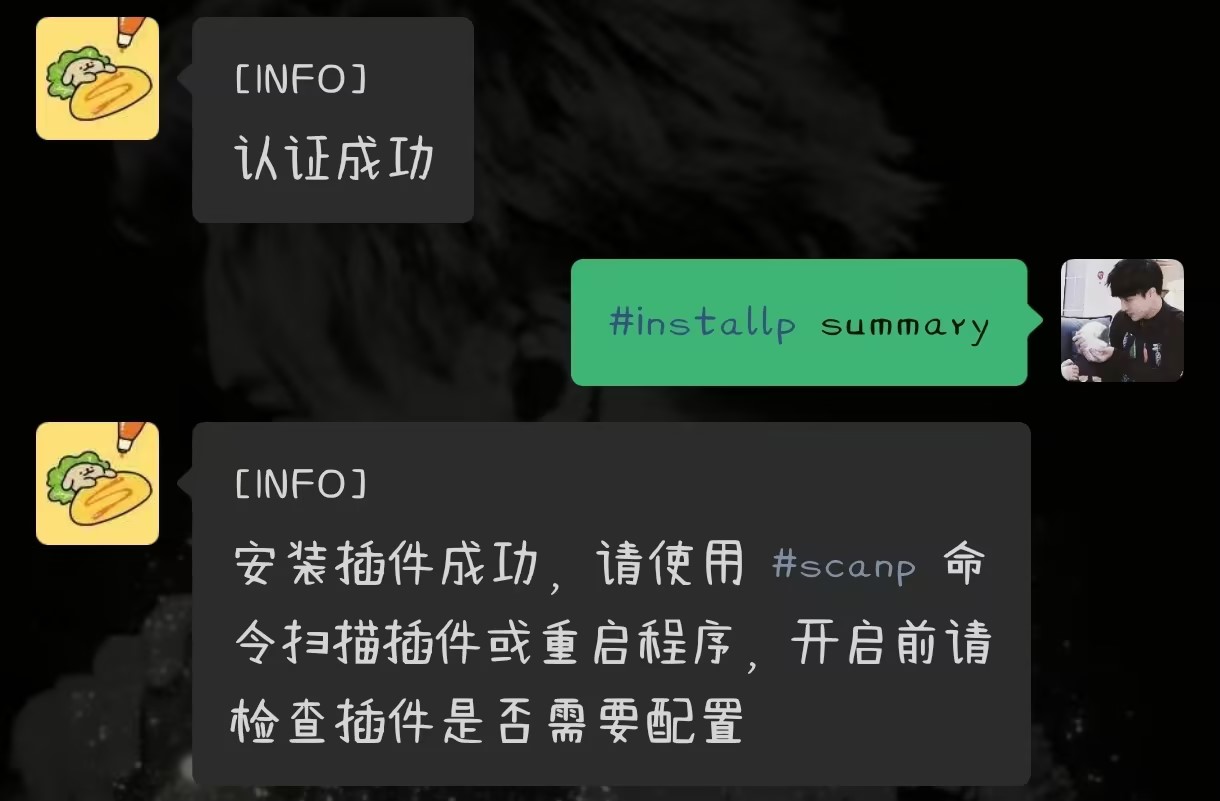 [INFO]
认证成功
#installp summary
[INFO]
安装插件成功，请使用 #scanp 命
令扫描插件或重启程序，开启前请
检查插件是否需要配置